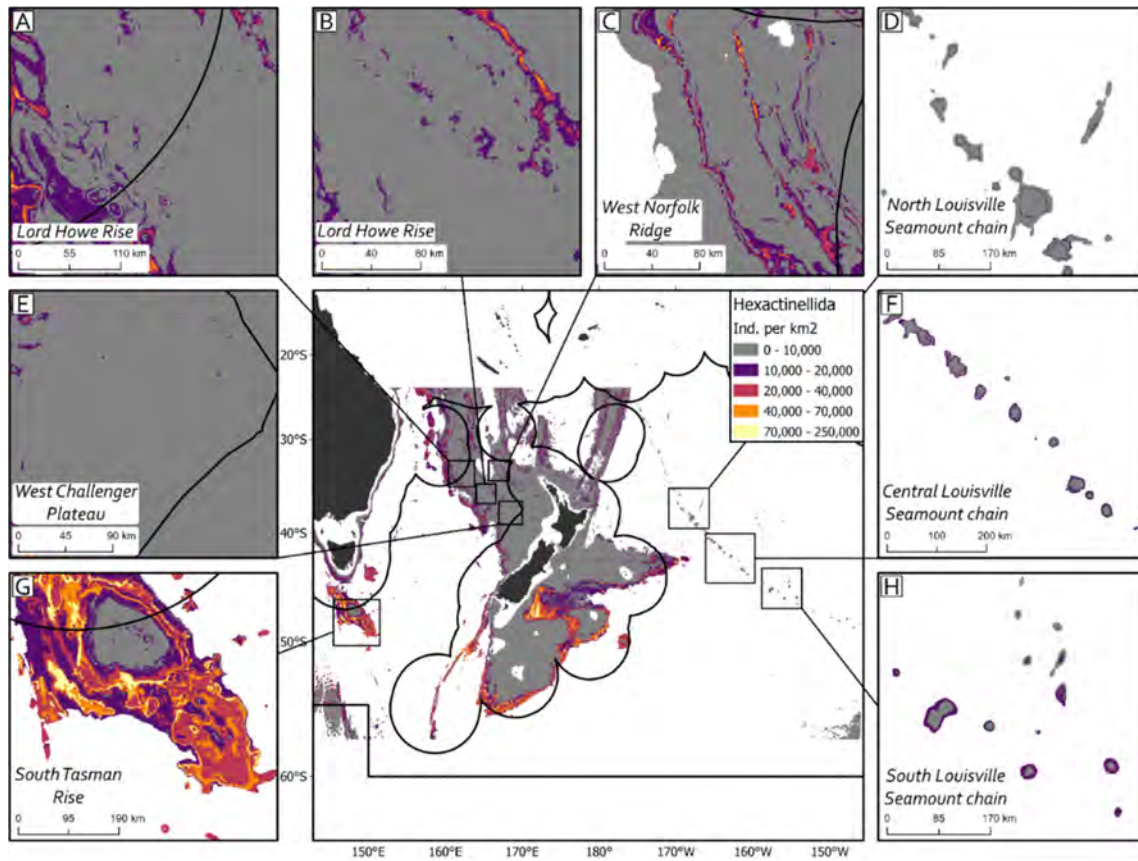 A
Lord Howe Rise
0 55 110 km
B
Lord Howe Rise
0 40 80 km
C
West Norfolk
Ridge
0 40 80 km
D
North Louisville
Seamount chain
0 85 170 km
E
West Challenger
Plateau
0 45 90 km
Hexactinellida
Ind. per km2
0 - 10,000
10,000 - 20,000
20,000 - 40,000
40,000 - 70,000
70,000 - 250,000
20°S
30°S
40°S
50°S
60°S
150°E 160°E 170°E 180° 170°W 160°W 150°W
F
Central Louisville
Seamount chain
0 100 200 km
G
South Tasman
Rise
0 95 190 km
H
South Louisville
Seamount chain
0 85 170 km